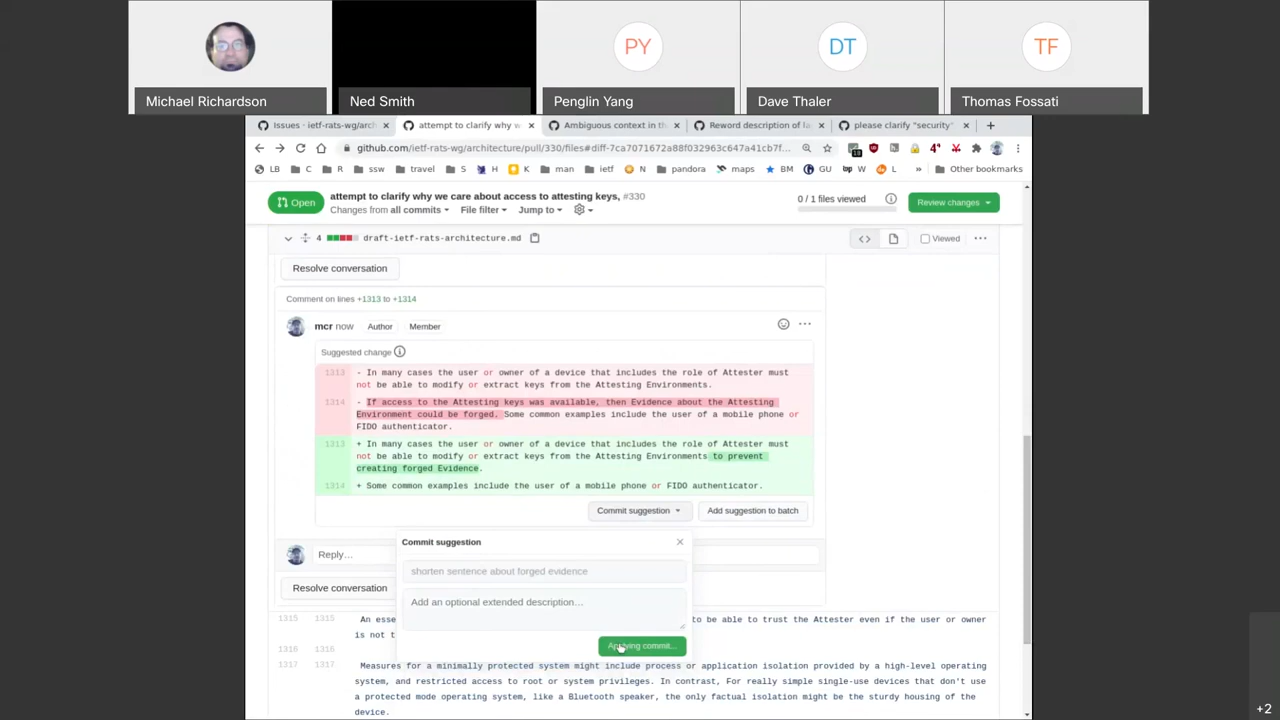 PY
DT
TF
Michael Richardson
Ned Smith
Penglin Yang
Dave Thaler
Thomas Fossati
Issues · ietf-rats-wg/arch
attempt to clarify why w
Ambiguous context in th
Reword description of la
please clarify "security"
github.com/ietf-rats-wg/architecture/pull/330/files#diff-7ca7071672a88f032963c647a41cb7f...
LB
C
R
ssw
travel
S
H
K
man
ietf
N
pandora
maps
BM
GU
W
L
»
Other bookmarks
Open
attempt to clarify why we care about access to attesting keys, #330
Changes from all commits
File filter
Jump to
0 / 1 files viewed
Review changes
4
draft-ietf-rats-architecture.md
Viewed
Resolve conversation
Comment on lines +1313 to +1314
mcr now
Author
Member
Suggested change
1313 - In many cases the user or owner of a device that includes the role of Attester must
not be able to modify or extract keys from the Attesting Environments.
1314 - If access to the Attesting keys was available, then Evidence about the Attesting
Environment could be forged. Some common examples include the user of a mobile phone or
FIDO authenticator.
1313 + In many cases the user or owner of a device that includes the role of Attester must
not be able to modify or extract keys from the Attesting Environments to prevent
creating forged Evidence.
1314 + Some common examples include the user of a mobile phone or FIDO authenticator.
Commit suggestion
Add suggestion to batch
Commit suggestion
Reply...
shorten sentence about forged evidence
Resolve conversation
Add an optional extended description…
1315 1315 An esse to be able to trust the Attester even if the user or owner
is not t
Applying commit...
1316 1316
1317 1317 Measures for a minimally protected system might include process or application isolation provided by a high-level operating
system, and restricted access to root or system privileges. In contrast, For really simple single-use devices that don't use
a protected mode operating system, like a Bluetooth speaker, the only factual isolation might be the sturdy housing of the
device.
+2